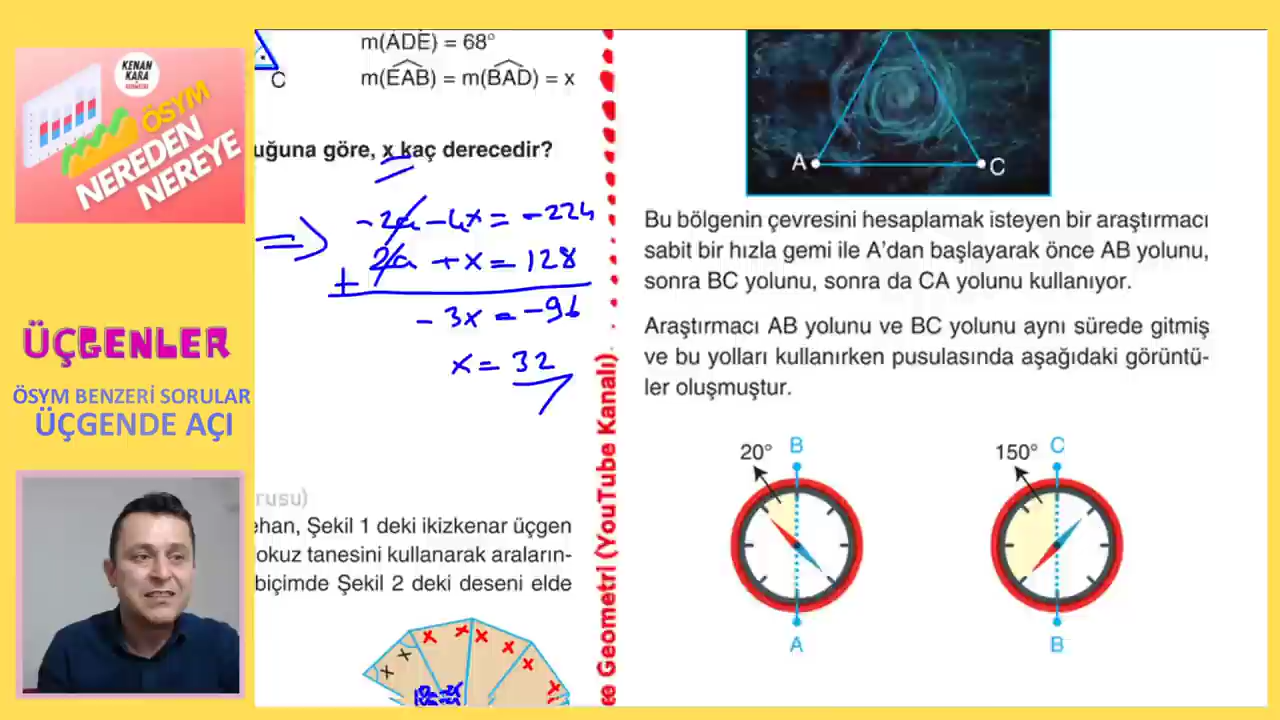 KENAN
KARA
ÖSYM
NEREDEN
NEREYE
ÜÇGENLER
ÖSYM BENZERİ SORULAR
ÜÇGENDE AÇI
C
m(ADE) = 68°
m(EAB) = m(BAD) = x
uğuna göre, x kaç derecedir?
⇒ -2a - 4x = -224
+ 2a + x = 128
- 3x = -96
x = 32
rusu)
ehan, Şekil 1 deki ikizkenar üçgen
okuz tanesini kullanarak araların-
biçimde Şekil 2 deki deseni elde
x x x x x x x x
e Geometri (YouTube Kanalı).
A C
Bu bölgenin çevresini hesaplamak isteyen bir araştırmacı
sabit bir hızla gemi ile A'dan başlayarak önce AB yolunu,
sonra BC yolunu, sonra da CA yolunu kullanıyor.
Araştırmacı AB yolunu ve BC yolunu aynı sürede gitmiş
ve bu yolları kullanırken pusulasında aşağıdaki görüntü-
ler oluşmuştur.
20° B
A
150° C
B